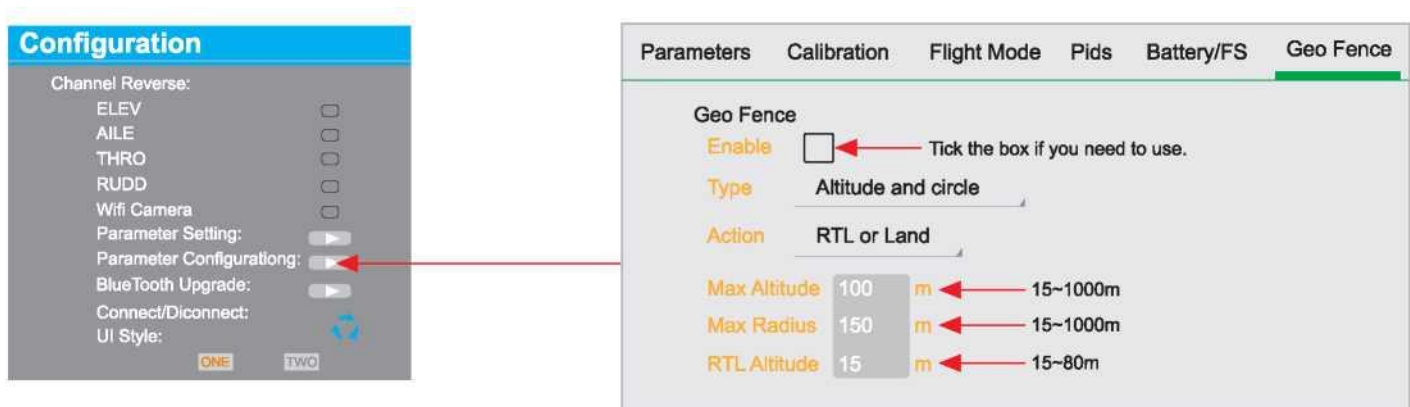 Configuration
Channel Reverse:
ELEV
AILE
THRO
RUDD
Wifi Camera
Parameter Setting:
Parameter Configurationg:
BlueTooth Upgrade:
Connect/Diconnect:
UI Style:
ONE TWO
Parameters Calibration Flight Mode Pids Battery/FS Geo Fence
Geo Fence
Enable Tick the box if you need to use.
Type Altitude and circle
Action RTL or Land
Max Altitude 100 m 15~1000m
Max Radius 150 m 15~1000m
RTL Altitude 15 m 15~80m